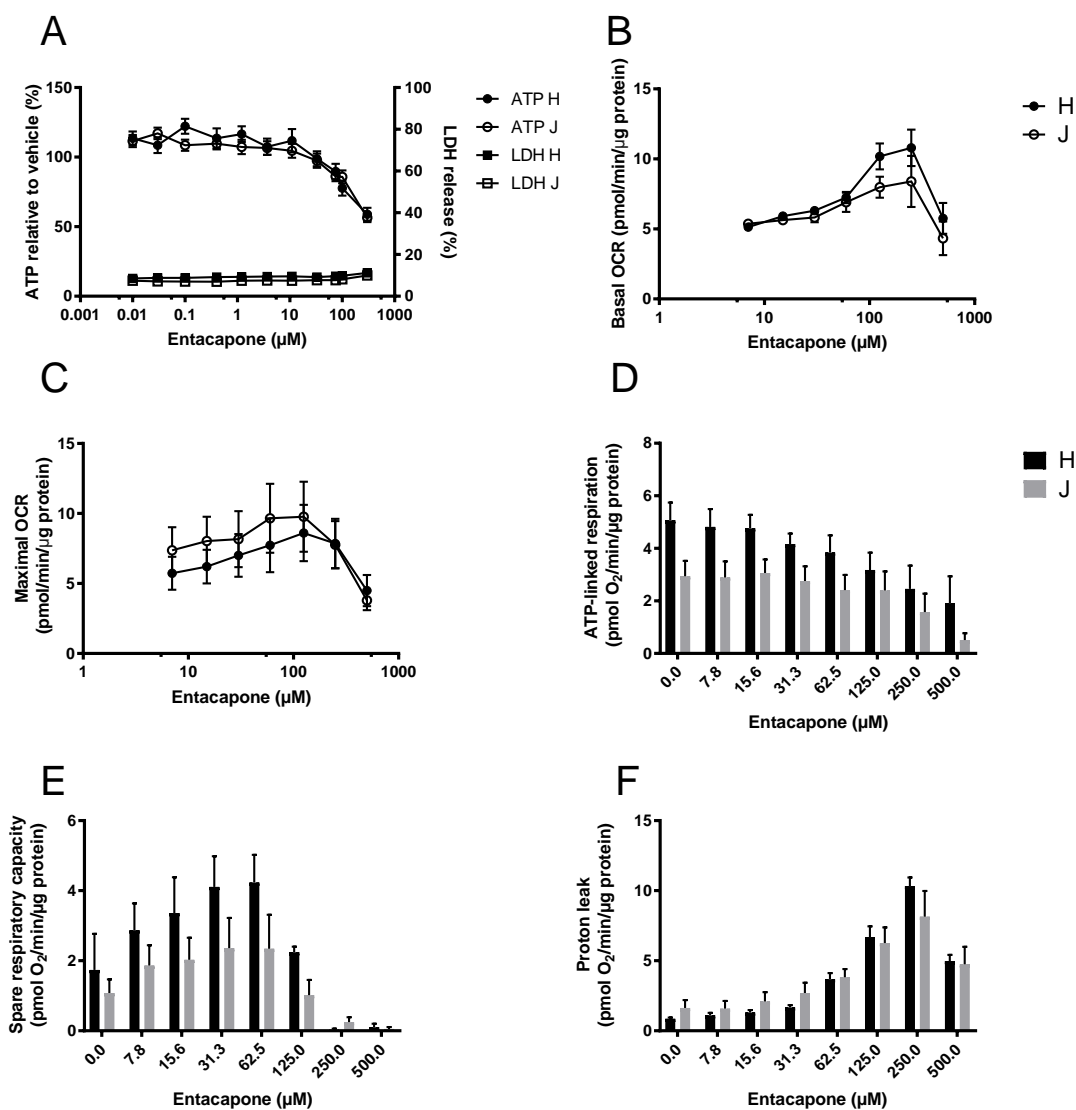 A
ATP relative to vehicle (%)
150
100
50
0
0.001
0.01
0.1
1
10
100
1000
Entacapone (µM)
100
80
60
40
20
0
LDH release (%)
ATP H
ATP J
LDH H
LDH J
B
Basal OCR (pmol/min/µg protein)
15
10
5
0
1
10
100
1000
Entacapone (µM)
H
J
C
Maximal OCR
(pmol/min/µg protein)
15
10
5
0
1
10
100
1000
Entacapone (µM)
D
ATP-linked respiration
(pmol O₂/min/µg protein)
8
6
4
2
0
0.0
7.8
15.6
31.3
62.5
125.0
250.0
500.0
Entacapone (µM)
H
J
E
Spare respiratory capacity
(pmol O₂/min/µg protein)
6
4
2
0
0.0
7.8
15.6
31.3
62.5
125.0
250.0
500.0
Entacapone (µM)
F
Proton leak
(pmol O₂/min/µg protein)
15
10
5
0
0.0
7.8
15.6
31.3
62.5
125.0
250.0
500.0
Entacapone (µM)